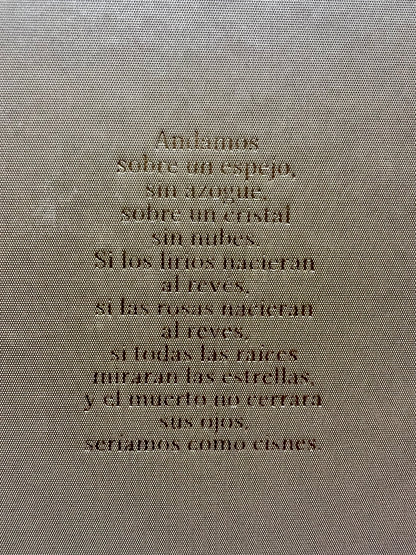 Andamos
sobre un espejo,
sin azogue,
sobre un cristal
sin nubes.
Si los lirios nacieran
al revés,
si las rosas nacieran
al revés,
si todas las raíces
miraran las estrellas,
y el muerto no cerrara
sus ojos,
seríamos como cisnes.